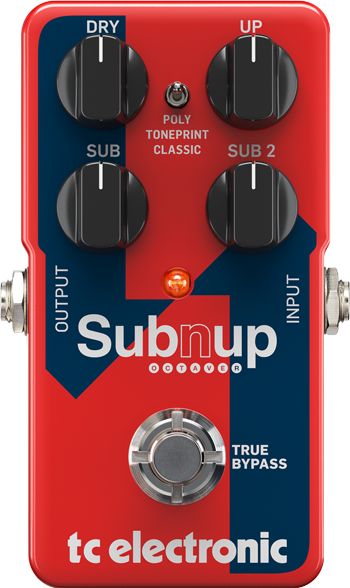 DRY UP
POLY
TONEPRINT
CLASSIC
SUB SUB 2
OUTPUT
INPUT
Subnup
OCTAVER
TRUE
BYPASS
tc electronic